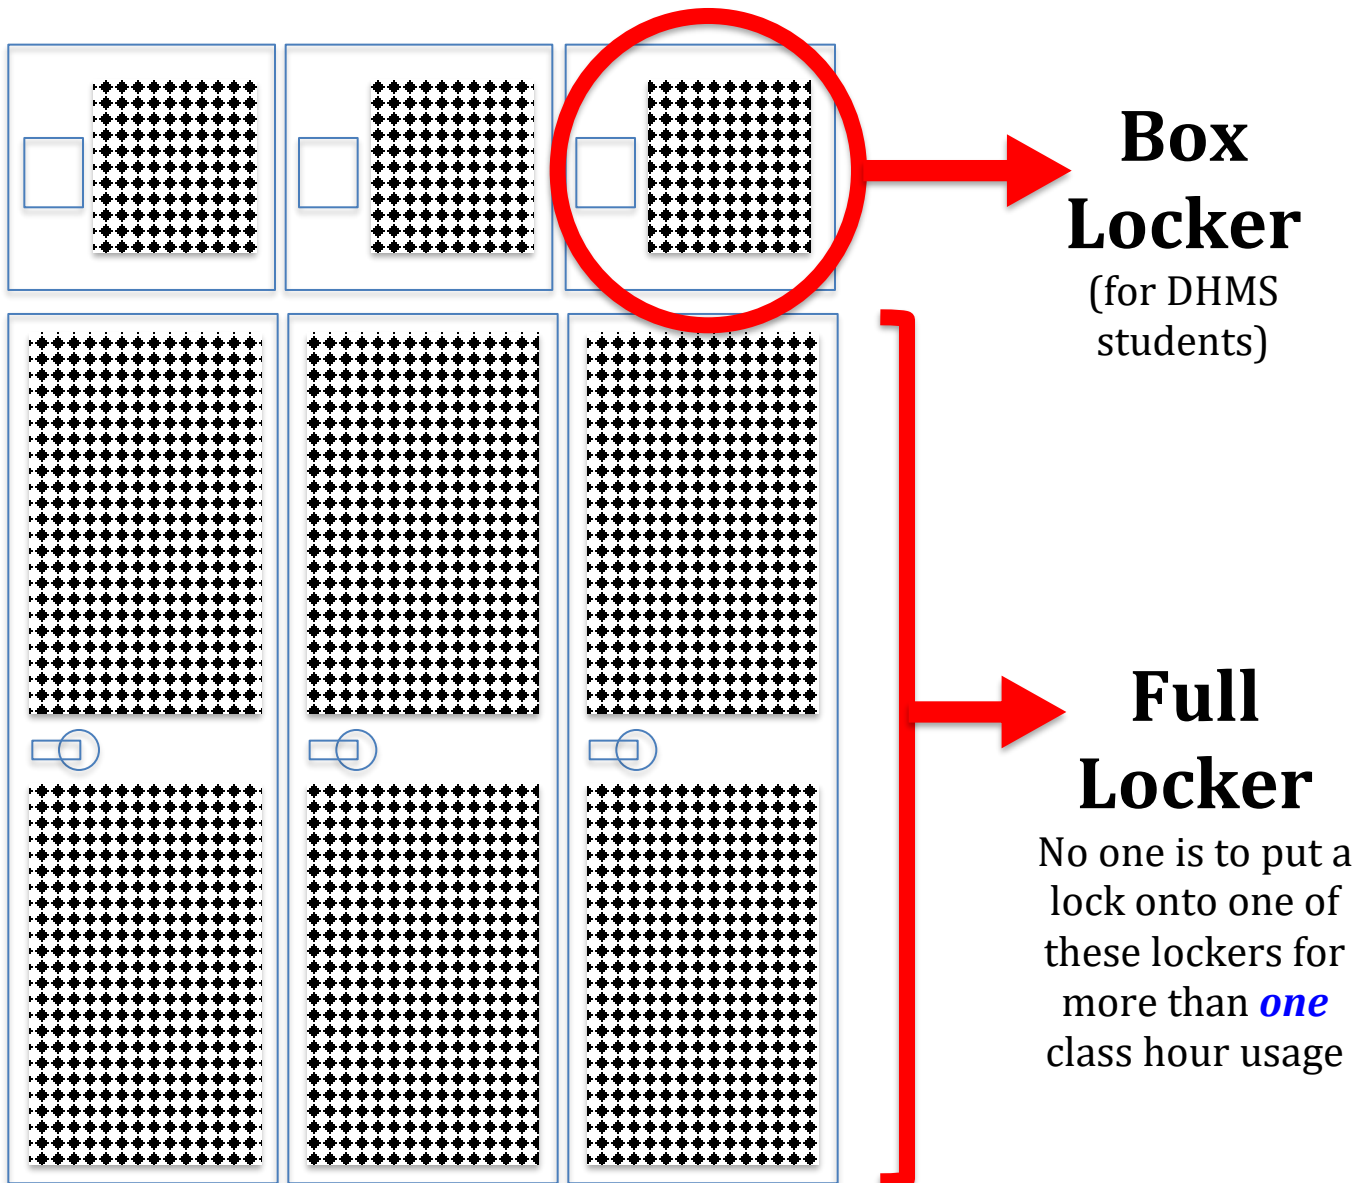 Box
Locker
(for DHMS
students)
Full
Locker
No one is to put a
lock onto one of
these lockers for
more than one
class hour usage